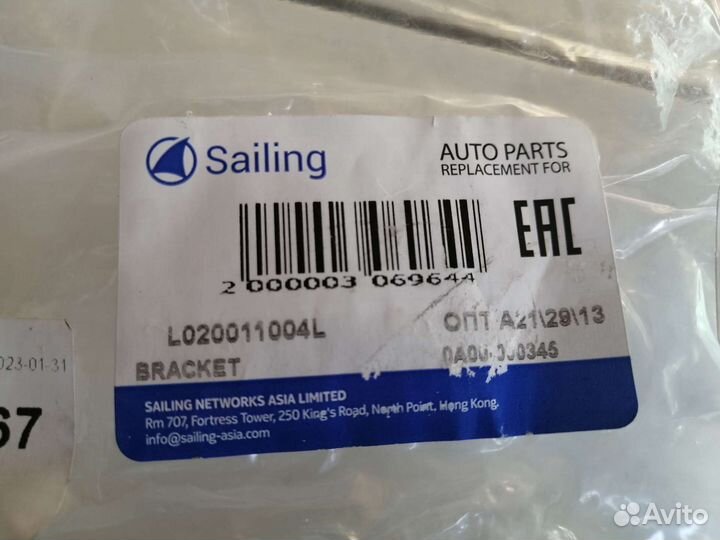 Sailing
AUTO PARTS
REPLACEMENT FOR
EAC
2 000003 069644
L020011004L
ОПТ A21\29\13
BRACKET
SAILING NETWORKS ASIA LIMITED
Rm 707, Fortress Tower, 250 King's Road, North Point, Hong Kong.
info@sailing-asia.com
023-01-31
67
Avito